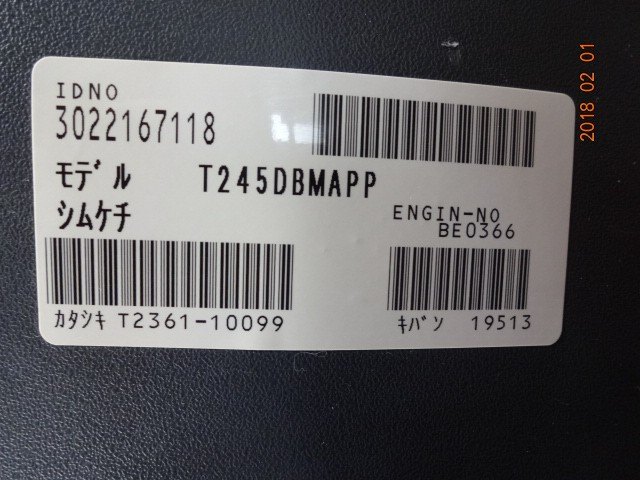 IDNO
3022167118
ﾓﾃﾞﾙ T245DBMAPP
ｼﾑｹﾁ
ENGIN-NO
BE0366
ｶﾀｼｷ T2361-10099
ｷﾊﾞﾝ 19513
2018 02 01